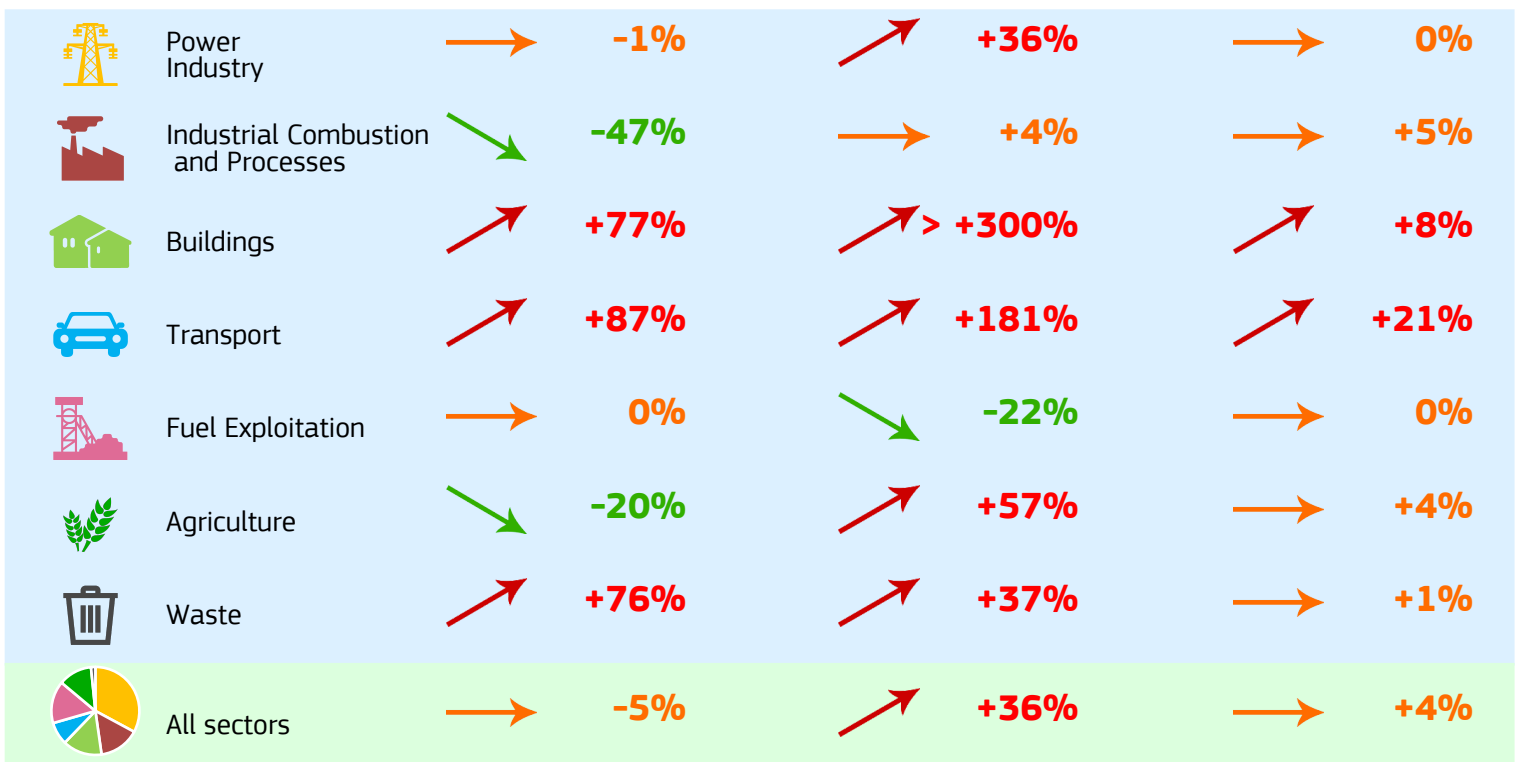 Power
Industry
-1%
+36%
0%
Industrial Combustion
and Processes
-47%
+4%
+5%
Buildings
+77%
> +300%
+8%
Transport
+87%
+181%
+21%
Fuel Exploitation
0%
-22%
0%
Agriculture
-20%
+57%
+4%
Waste
+76%
+37%
+1%
All sectors
-5%
+36%
+4%